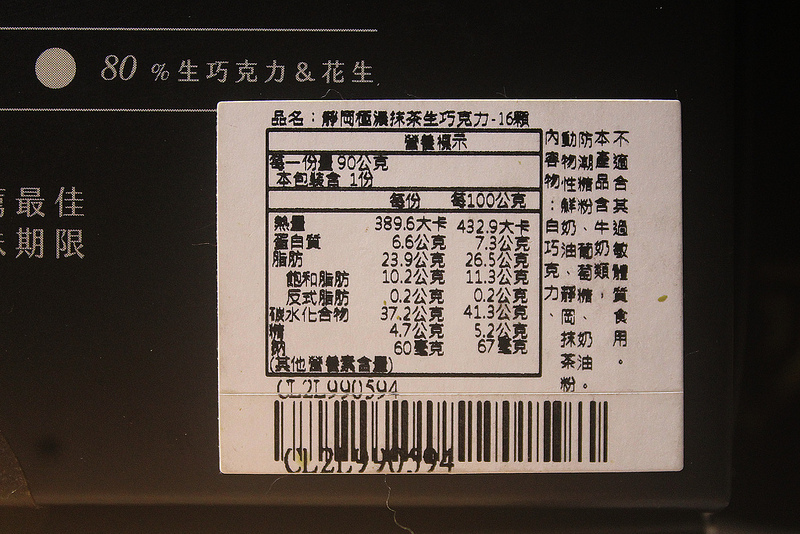 80 %生巧克力&花生
最佳
期限
品名：靜岡極濃抹茶生巧克力-16顆
營養標示
每一份量 90公克
本包裝含 1份
每份 每100公克
熱量 389.6大卡 432.9大卡
蛋白質 6.6公克 7.3公克
脂肪 23.9公克 26.5公克
飽和脂肪 10.2公克 11.3公克
反式脂肪 0.2公克 0.2公克
碳水化合物 37.2公克 41.3公克
糖 4.7公克 5.2公克
鈉 60毫克 67毫克
(其他營養素含量)
內容物：白巧克力、
動物性鮮奶油、靜岡抹茶粉。
防潮糖粉、葡萄糖、奶油
本產品含牛奶類，
不適合其過敏體質食用。
CL2L990594
CL2L990594